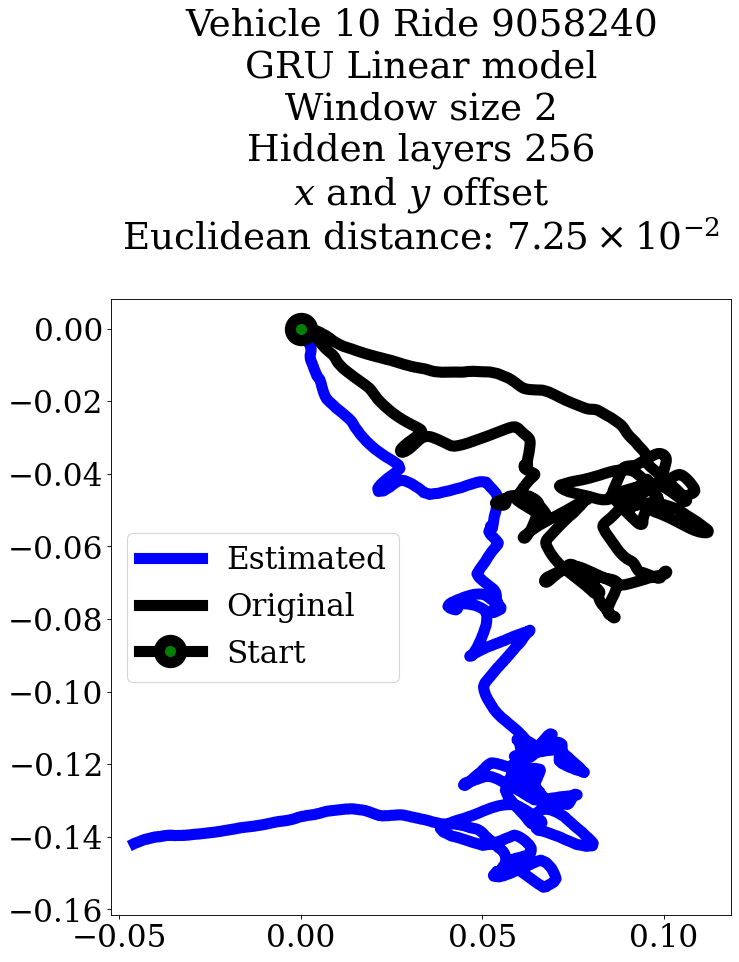 Vehicle 10 Ride 9058240
GRU Linear model
Window size 2
Hidden layers 256
x and y offset
Euclidean distance: 7.25 × 10⁻²
0.00
−0.02
−0.04
−0.06
−0.08
−0.10
−0.12
−0.14
−0.16
Estimated
Original
Start
−0.05
0.00
0.05
0.10